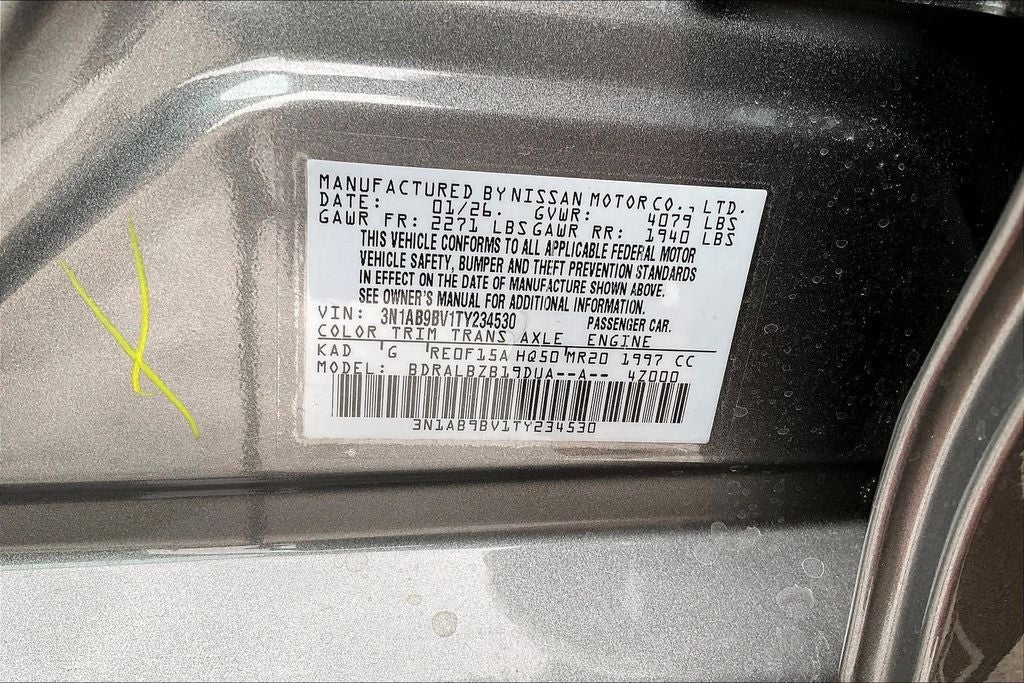 MANUFACTURED BY NISSAN MOTOR CO., LTD.
DATE: 01/26. GVWR: 4079 LBS
GAWR FR: 2271 LBS GAWR RR: 1940 LBS
THIS VEHICLE CONFORMS TO ALL APPLICABLE FEDERAL MOTOR
VEHICLE SAFETY, BUMPER AND THEFT PREVENTION STANDARDS
IN EFFECT ON THE DATE OF MANUFACTURE SHOWN ABOVE.
SEE OWNER'S MANUAL FOR ADDITIONAL INFORMATION.
VIN: 3N1AB9BV1TY234530 PASSENGER CAR.
COLOR TRIM TRANS AXLE ENGINE
KAD G RE0F15A HQ50 MR20 1997 CC
MODEL: BDRALBZB19DUA--A-- 4Z000
3N1AB9BV1TY234530